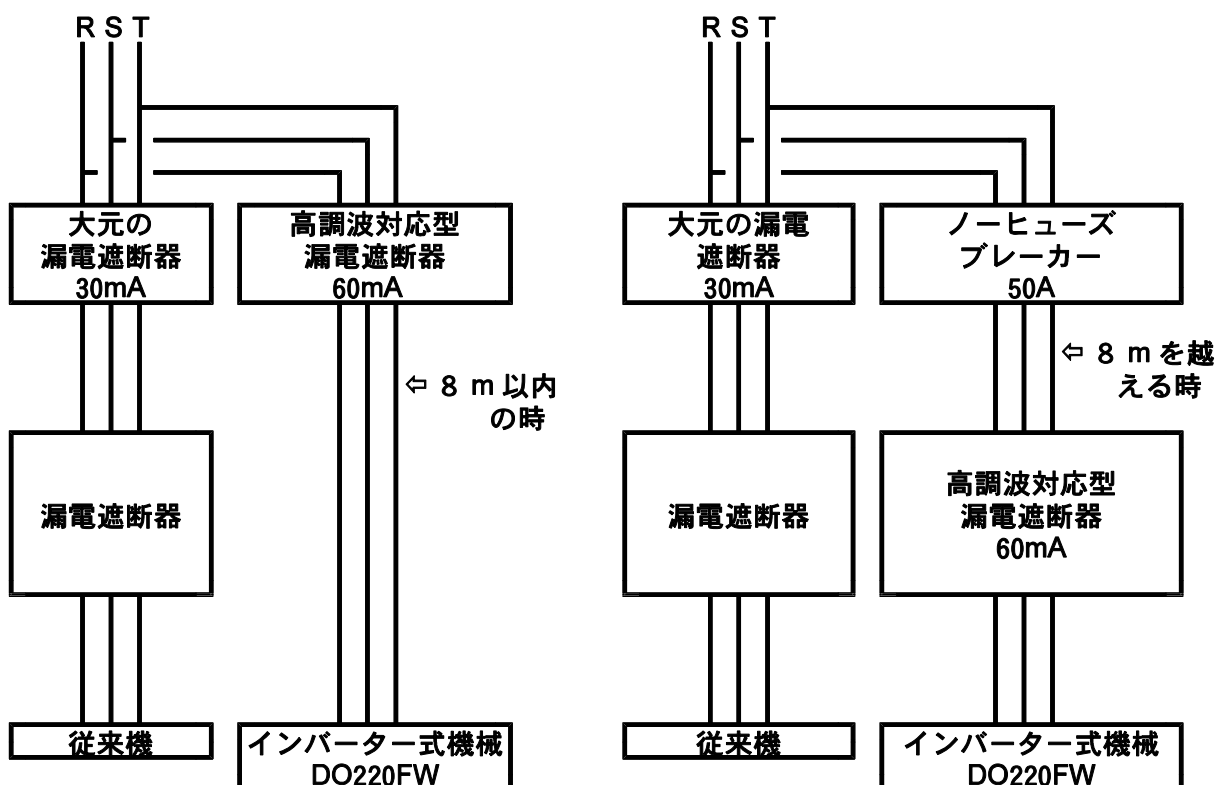 R S T
大元の
漏電遮断器
30mA
高調波対応型
漏電遮断器
60mA
⇦ 8 m 以内
の時
漏電遮断器
従来機
インバーター式機械
DO220FW
R S T
大元の漏電
遮断器
30mA
ノーヒューズ
ブレーカー
50A
⇦ 8 m を越
える時
漏電遮断器
高調波対応型
漏電遮断器
60mA
従来機
インバーター式機械
DO220FW